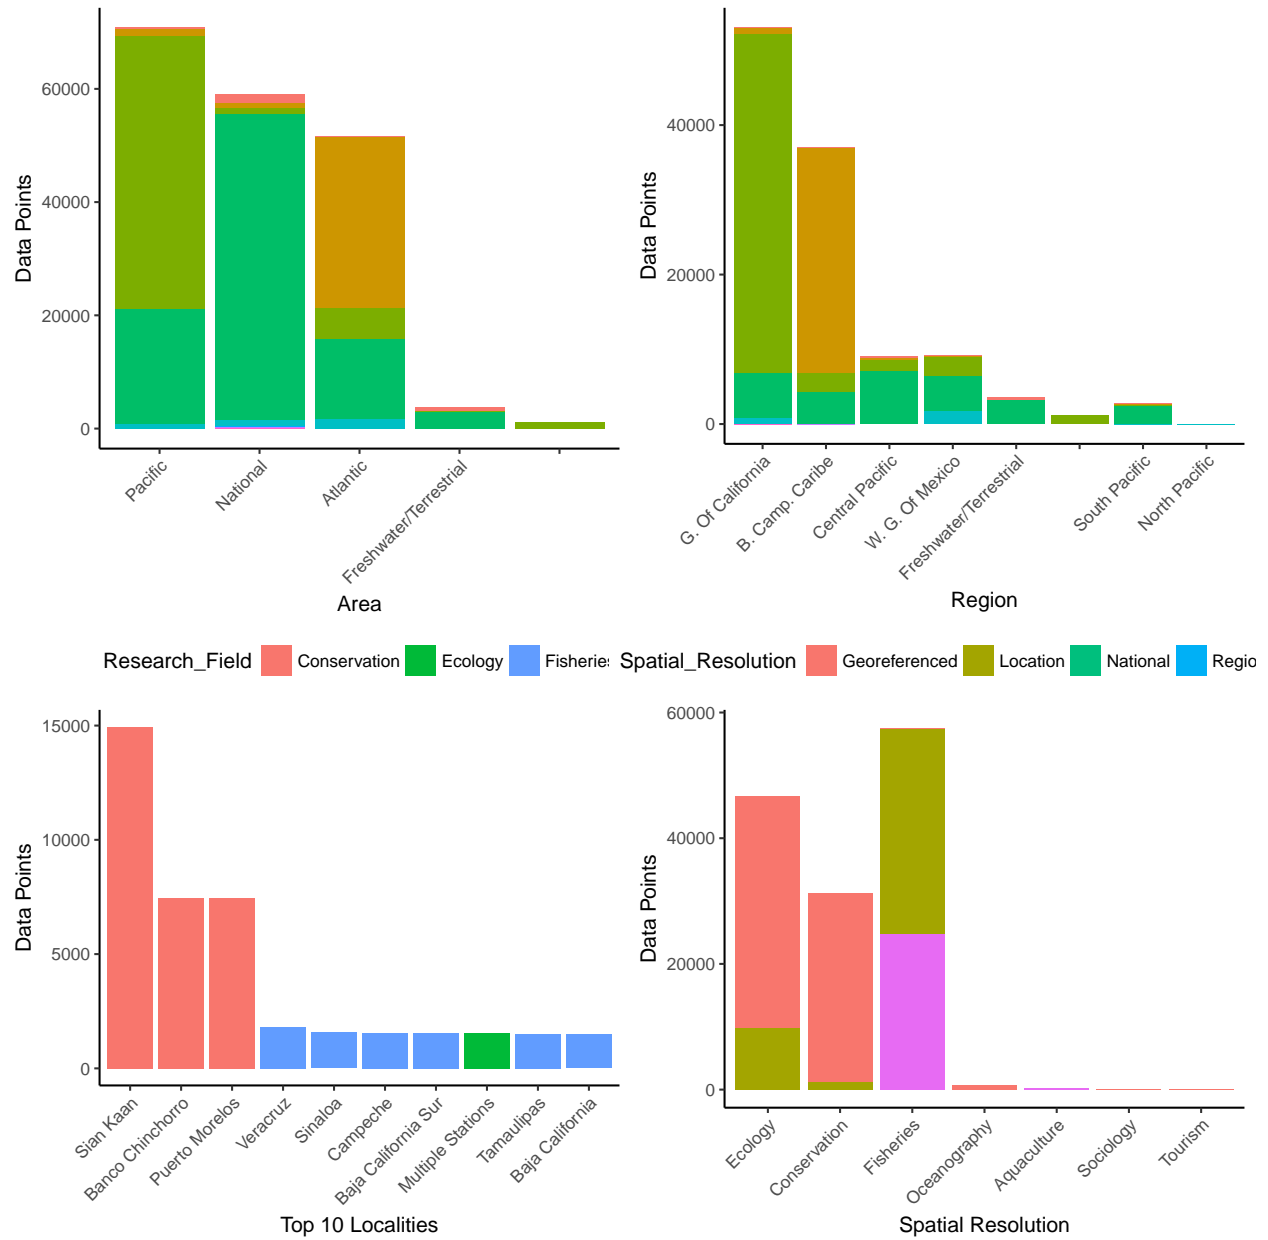 60000
40000
20000
0
Data Points
Pacific
National
Atlantic
Freshwater/Terrestrial
Area
40000
20000
0
Data Points
G. Of California
B. Camp. Caribe
Central Pacific
W. G. Of Mexico
Freshwater/Terrestrial
South Pacific
North Pacific
Region
Research_Field Conservation Ecology Fisheries
Spatial_Resolution Georeferenced Location National Regio
15000
10000
5000
0
Data Points
Sian Kaan
Banco Chinchorro
Puerto Morelos
Veracruz
Sinaloa
Campeche
Baja California Sur
Multiple Stations
Tamaulipas
Baja California
Top 10 Localities
60000
40000
20000
0
Data Points
Ecology
Conservation
Fisheries
Oceanography
Aquaculture
Sociology
Tourism
Spatial Resolution